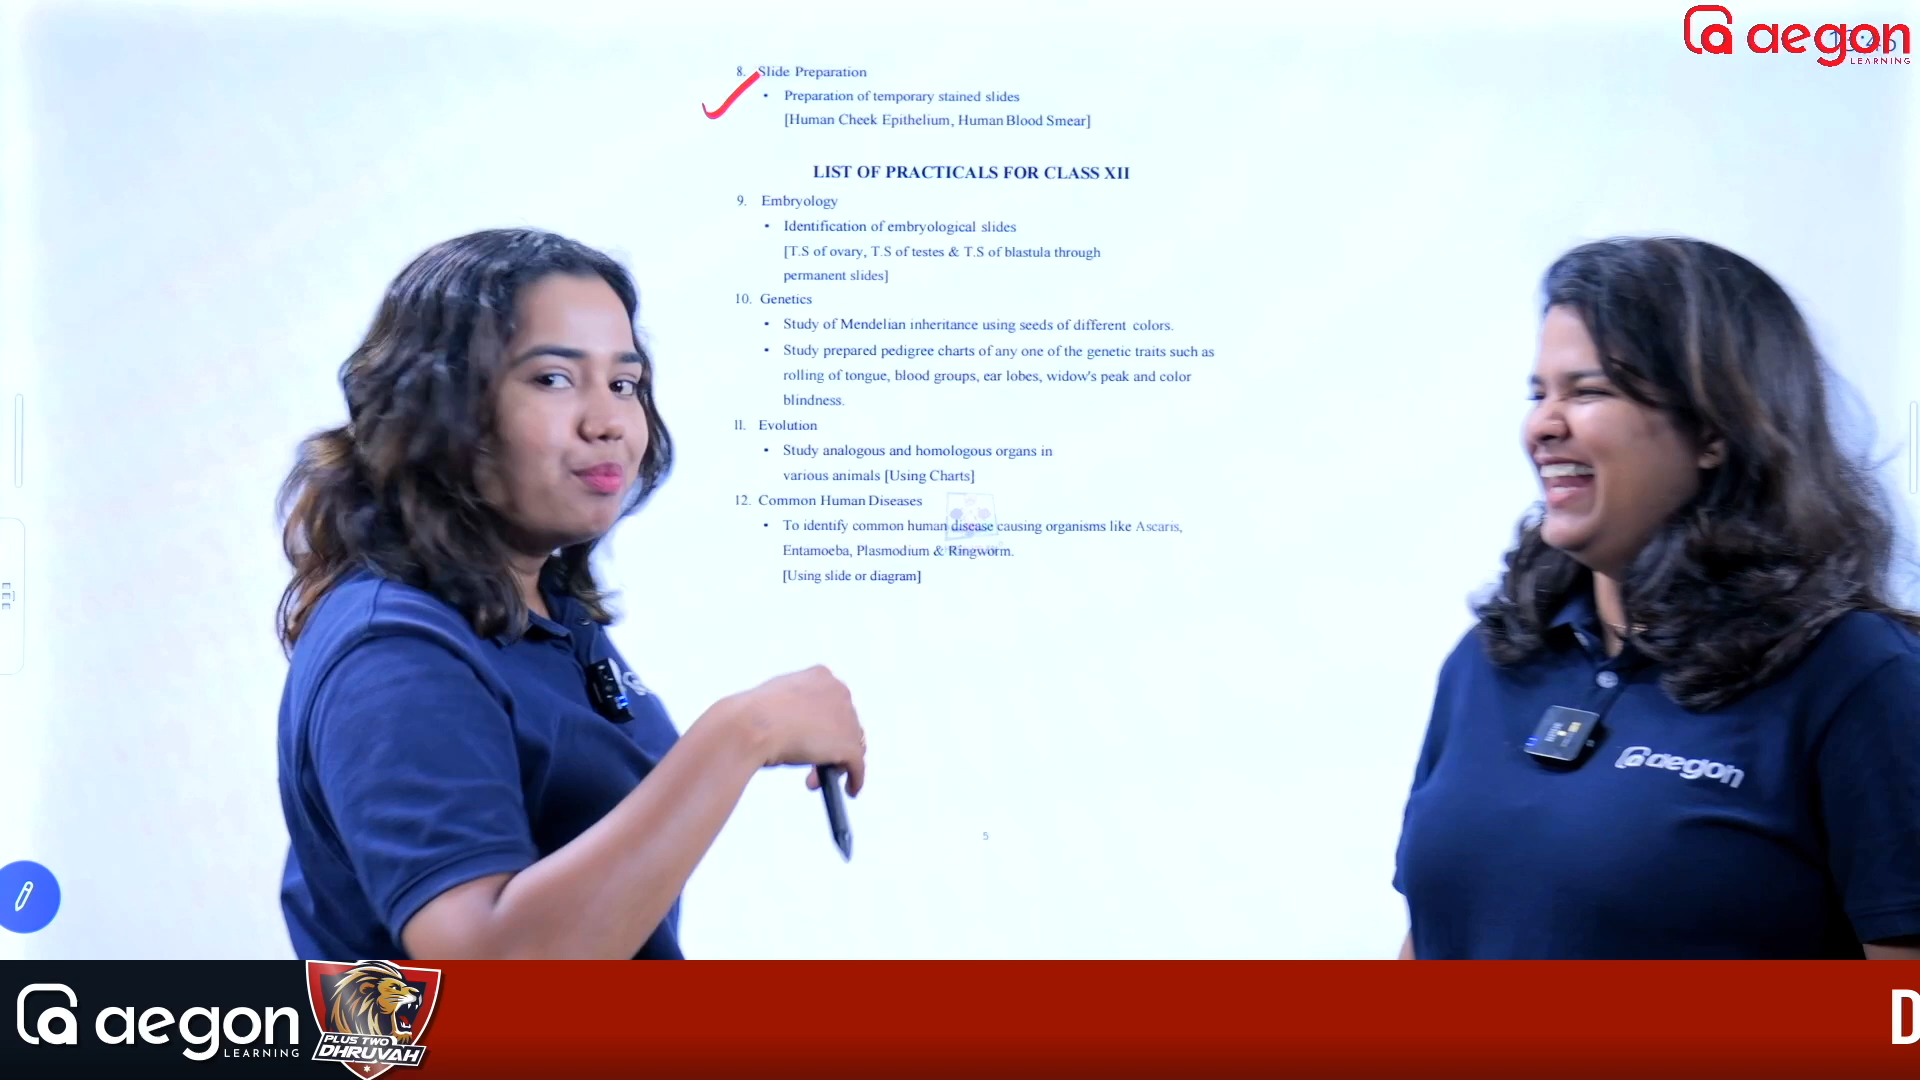 aegon
LEARNING
8. Slide Preparation
• Preparation of temporary stained slides
[Human Cheek Epithelium, Human Blood Smear]
LIST OF PRACTICALS FOR CLASS XII
9. Embryology
• Identification of embryological slides
[T.S of ovary, T.S of testes & T.S of blastula through
permanent slides]
10. Genetics
• Study of Mendelian inheritance using seeds of different colors.
• Study prepared pedigree charts of any one of the genetic traits such as
rolling of tongue, blood groups, ear lobes, widow's peak and color
blindness.
11. Evolution
• Study analogous and homologous organs in
various animals [Using Charts]
12. Common Human Diseases
• To identify common human disease causing organisms like Ascaris,
Entamoeba, Plasmodium & Ringworm.
[Using slide or diagram]
5
aegon
aegon
LEARNING
PLUS TWO
DHRUVAH
D